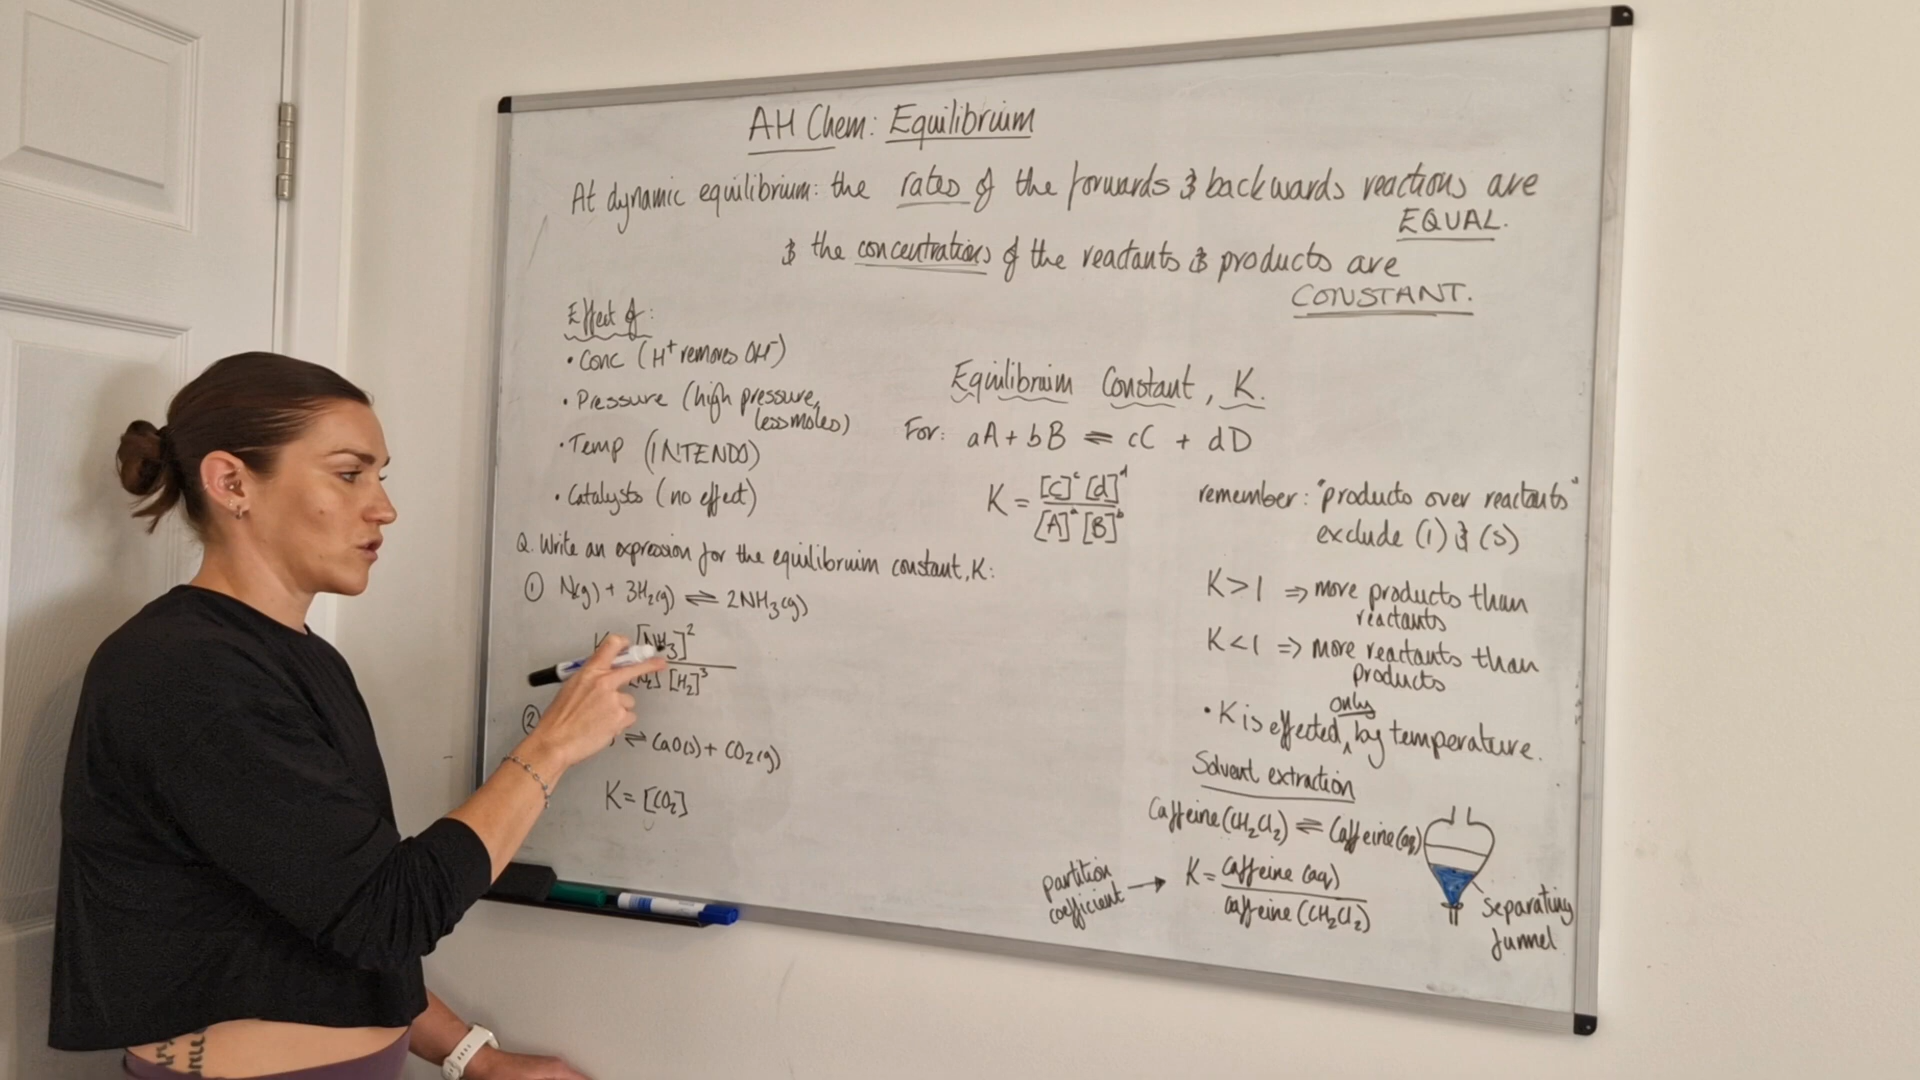 AH Chem: Equilibrium
At dynamic equilibrium: the rates of the forwards & backwards reactions are
EQUAL.
& the concentrations of the reactants & products are
CONSTANT.
Effect of:
• Conc (H⁺ removes OH⁻)
• Pressure (high pressure,
less moles)
• Temp (INTENDO)
• Catalysts (no effect)
Q. Write an expression for the equilibrium constant, K:
① N(g) + 3H₂(g) ⇌ 2NH₃(g)
[NH₃]²
[N₂] [H₂]³
②
⇌ CaO(s) + CO₂(g)
K = [CO₂]
Equilibrium Constant, K.
For: aA + bB ⇌ cC + dD
K = [C]ᶜ [d]ᵈ
[A]ᵃ [B]ᵇ
remember: "products over reactants"
exclude (l) & (s)
K > 1 ⇒ more products than
reactants
K < 1 ⇒ more reactants than
products
only
• K is effected ‸ by temperature.
Solvent extraction
Caffeine (CH₂Cl₂) ⇌ Caffeine (aq)
partition
coefficient →
K = caffeine (aq)
caffeine (CH₂Cl₂)
separating
funnel